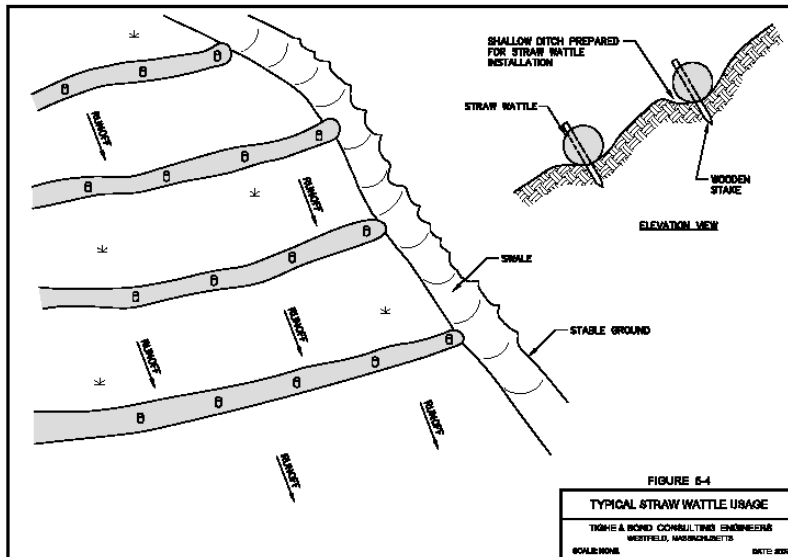 SHALLOW DITCH PREPARED
FOR STRAW WATTLE
INSTALLATION
STRAW WATTLE
WOODEN
STAKE
ELEVATION VIEW
RUNOFF
RUNOFF
SWALE
STABLE GROUND
RUNOFF
RUNOFF
RUNOFF
RUNOFF
FIGURE 5-4
TYPICAL STRAW WATTLE USAGE
TIGHE & BOND CONSULTING ENGINEERS
WESTFIELD, MASSACHUSETTS
SCALE: NONE
DATE: